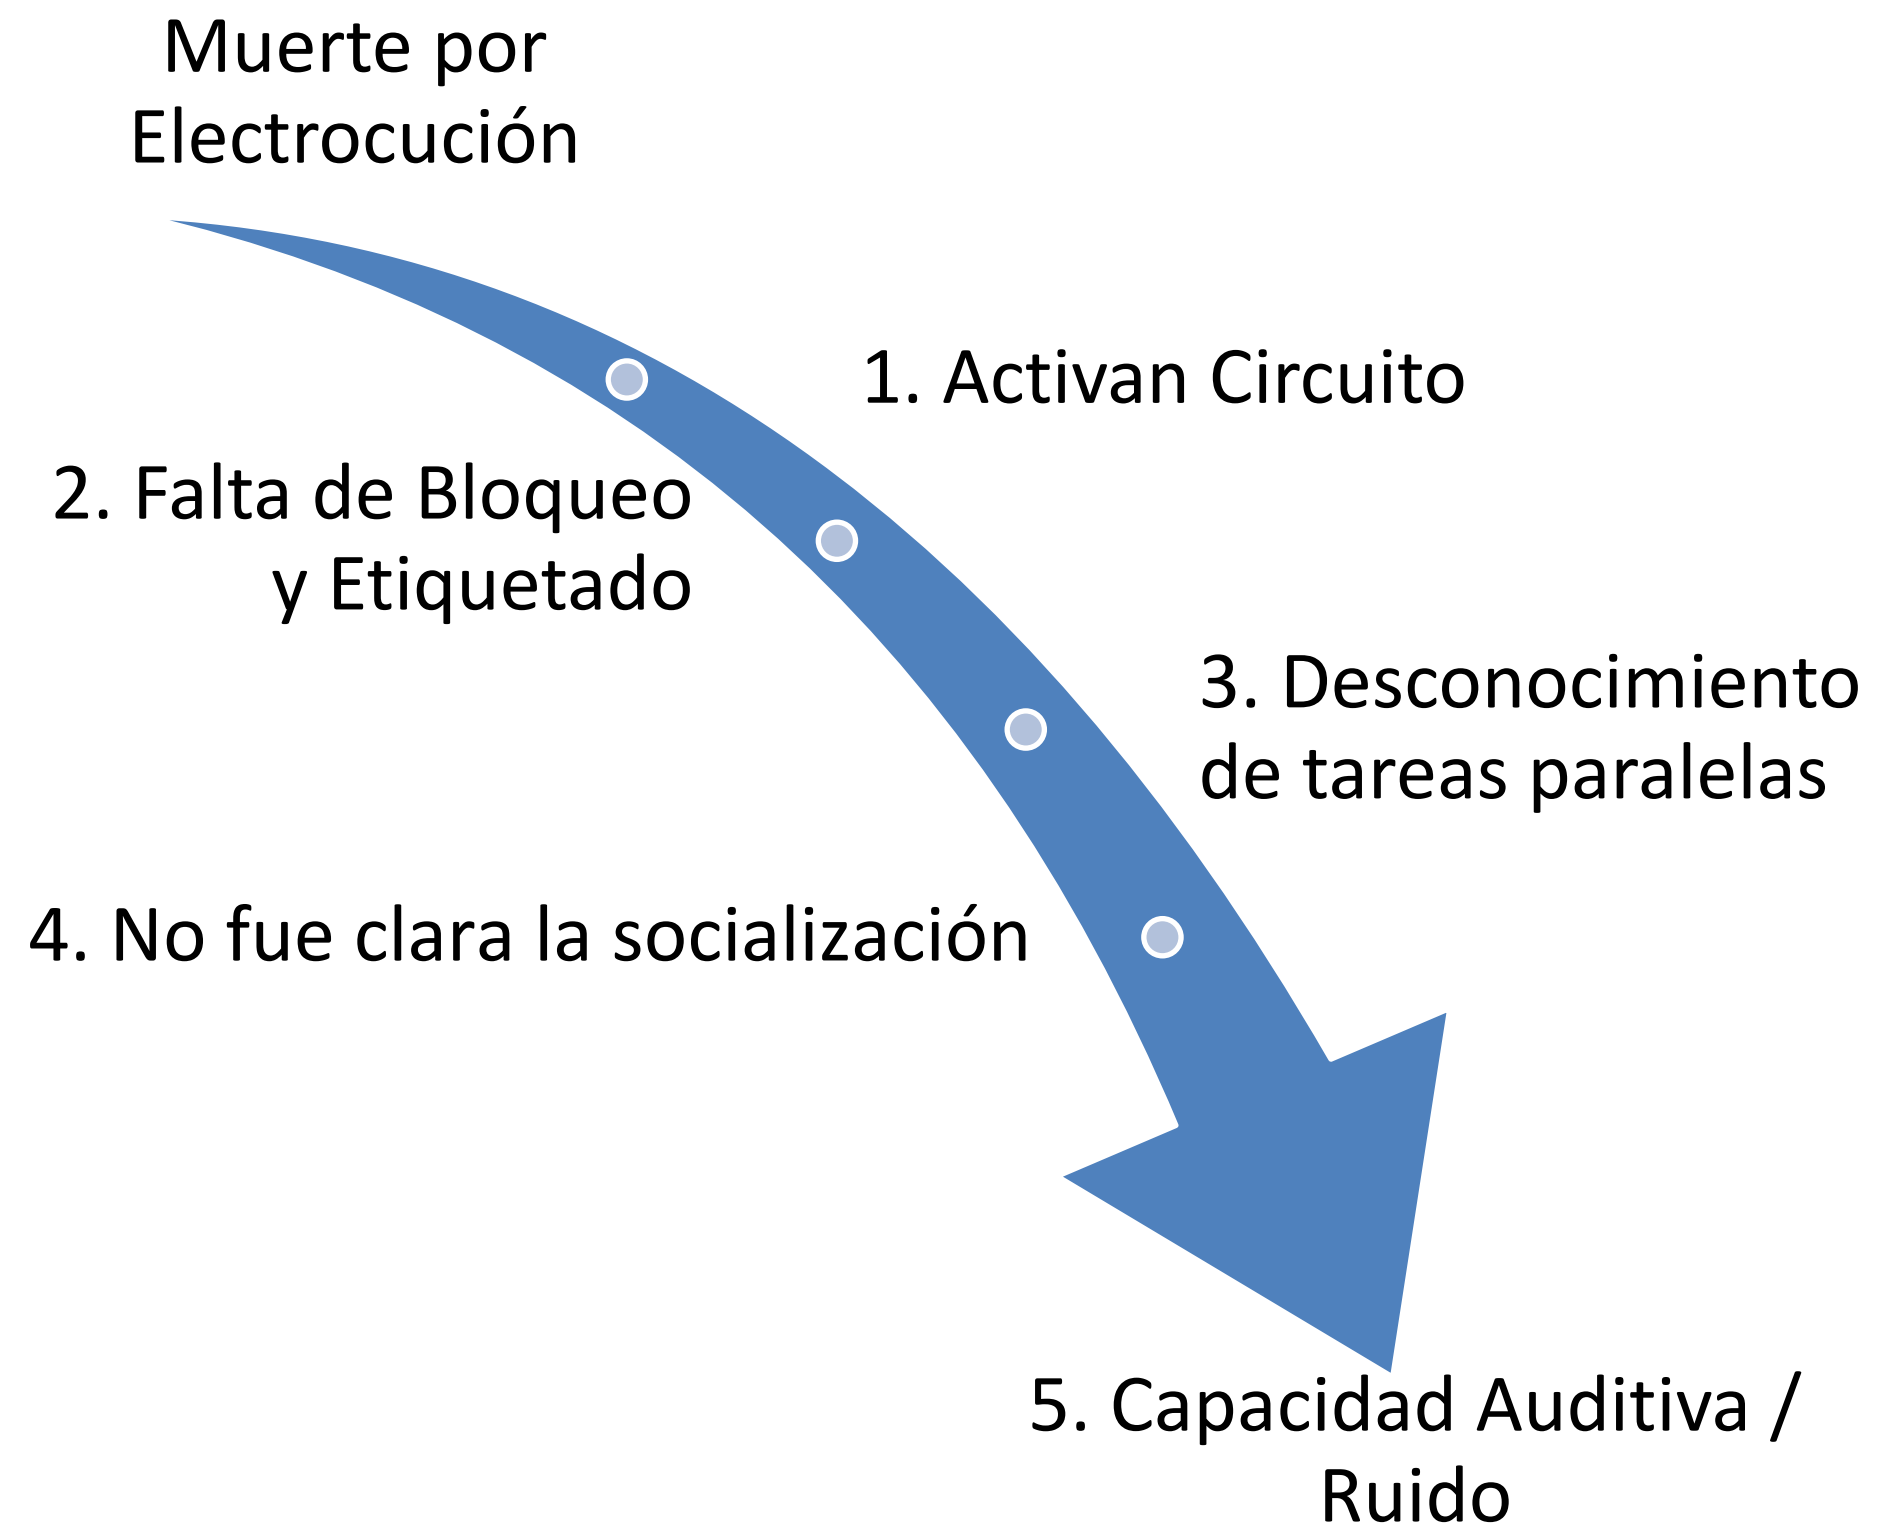 Muerte por
Electrocución
1. Activan Circuito
2. Falta de Bloqueo
y Etiquetado
3. Desconocimiento
de tareas paralelas
4. No fue clara la socialización
5. Capacidad Auditiva /
Ruido